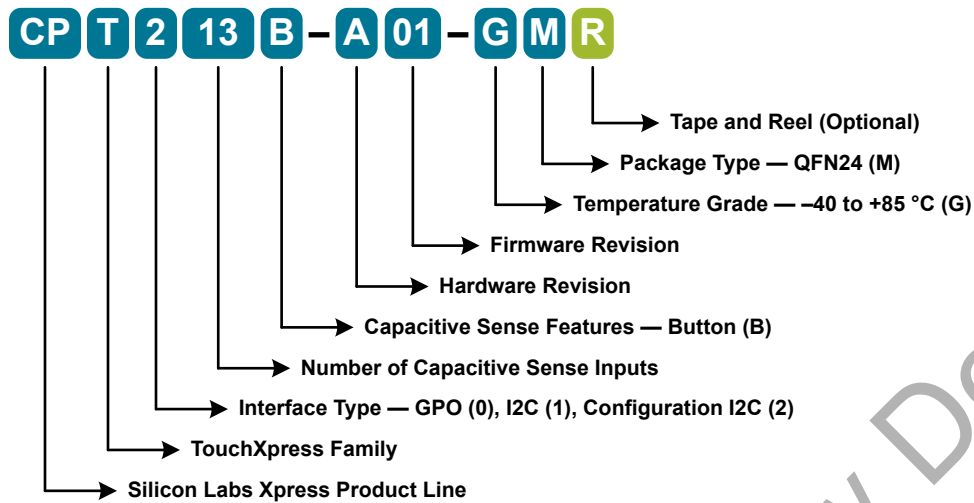 CP T 2 13 B – A 01 – G M R
Tape and Reel (Optional)
Package Type — QFN24 (M)
Temperature Grade — –40 to +85 °C (G)
Firmware Revision
Hardware Revision
Capacitive Sense Features — Button (B)
Number of Capacitive Sense Inputs
Interface Type — GPO (0), I2C (1), Configuration I2C (2)
TouchXpress Family
Silicon Labs Xpress Product Line